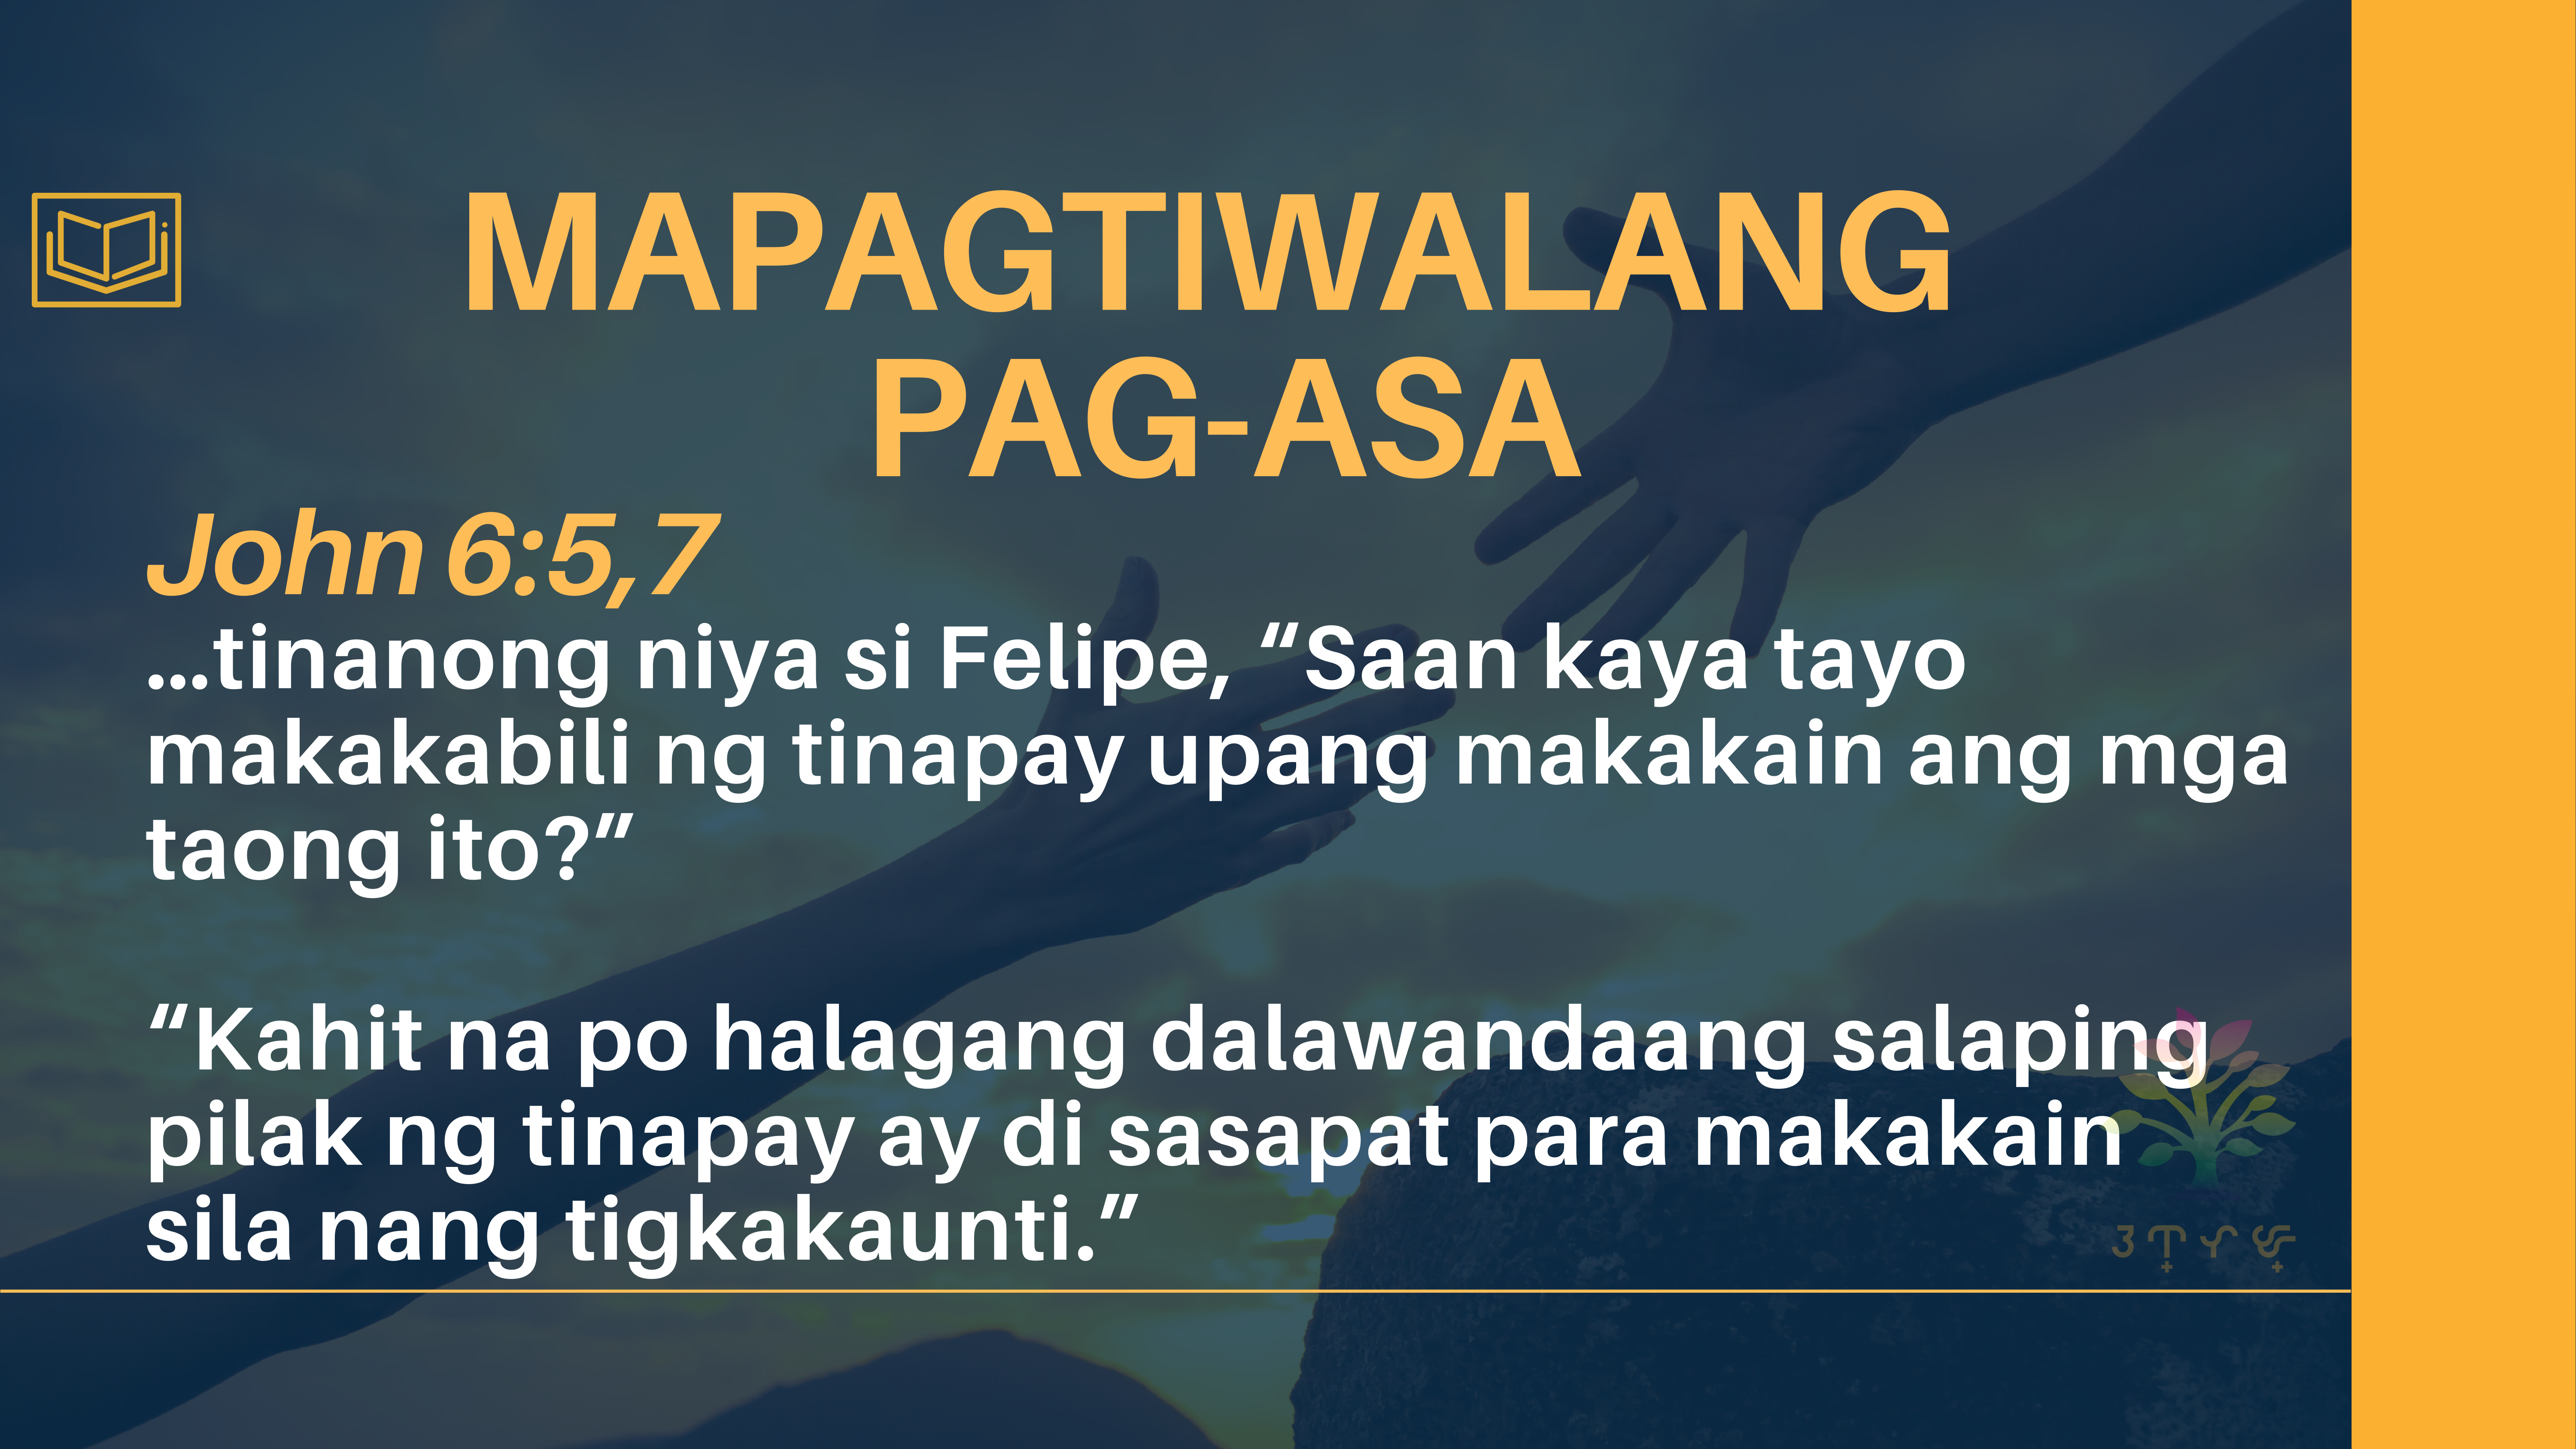 MAPAGTIWALANG
PAG-ASA
John 6:5,7
...tinanong niya si Felipe, “Saan kaya tayo
makakabili ng tinapay upang makakain ang mga
taong ito?”
“Kahit na po halagang dalawandaang salaping
pilak ng tinapay ay di sasapat para makakain
sila nang tigkakaunti.”